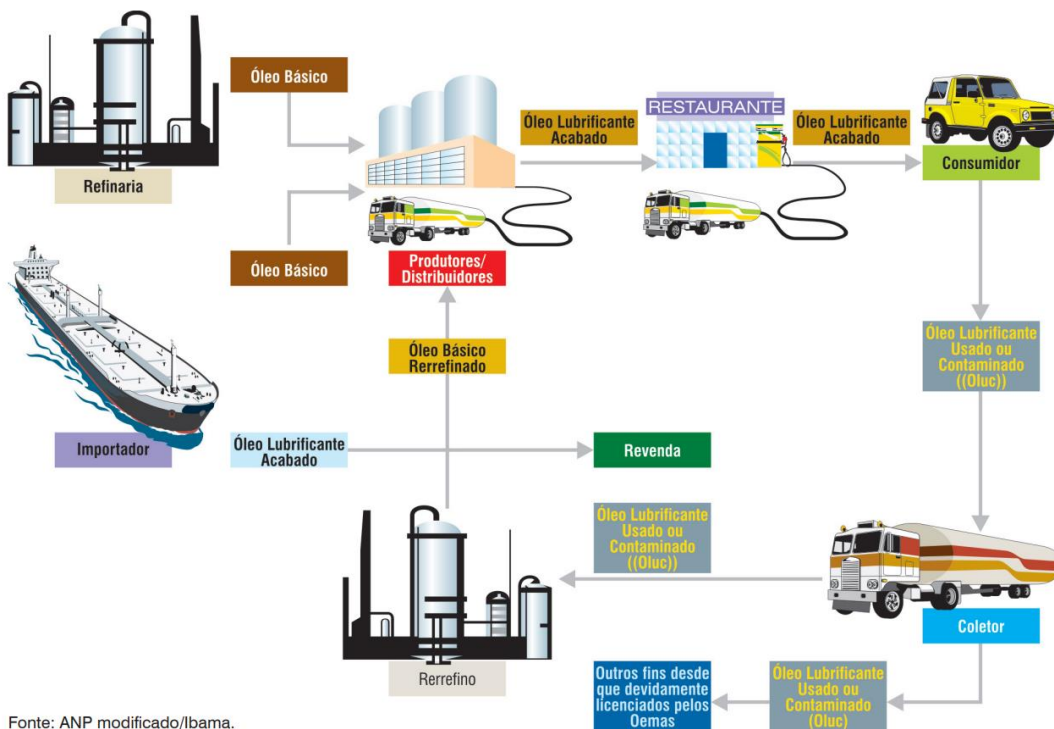 Óleo Básico
RESTAURANTE
Óleo Lubrificante
Acabado
Óleo Lubrificante
Acabado
Consumidor
Refinaria
Óleo Básico
Produtores/
Distribuidores
Óleo Lubrificante
Usado ou
Contaminado
((Oluc))
Óleo Básico
Rerrefinado
Importador
Óleo Lubrificante
Acabado
Revenda
Óleo Lubrificante
Usado ou
Contaminado
((Oluc))
Coletor
Rerrefino
Outros fins desde
que devidamente
licenciados pelos
Oemas
Óleo Lubrificante
Usado ou
Contaminado
(Oluc)
Fonte: ANP modificado/Ibama.